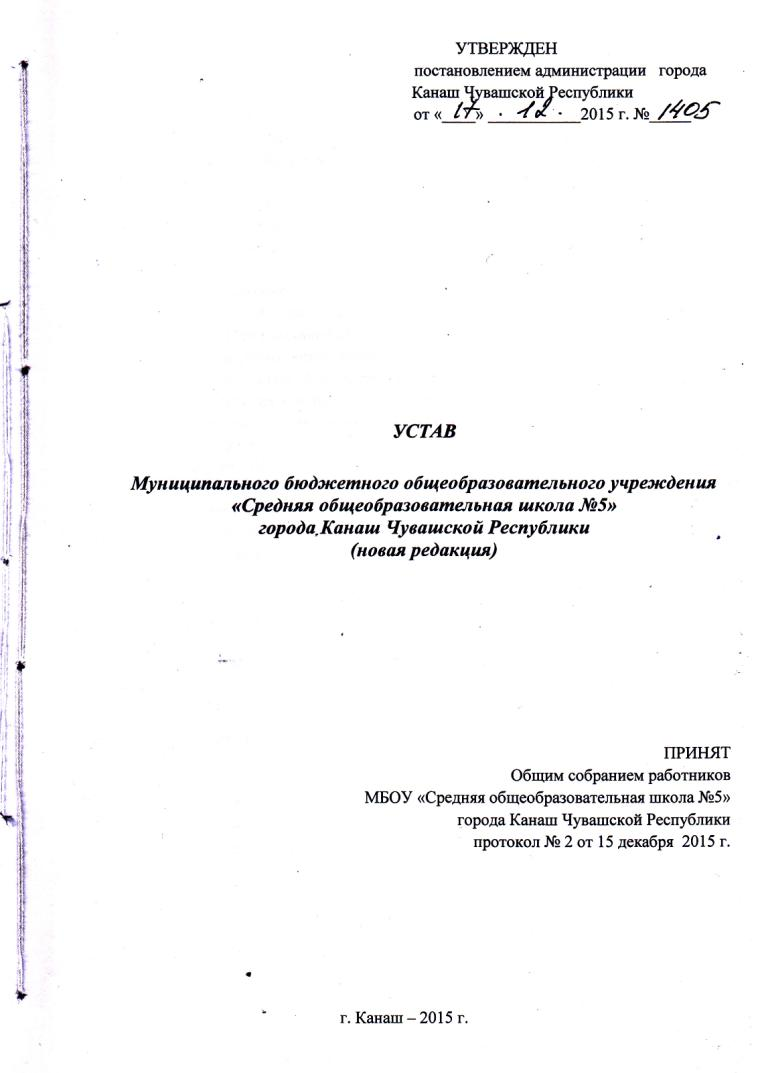 УТВЕРЖДЕН
постановлением администрации города
Канаш Чувашской Республики
от «17» . 12 . 2015 г. № 1405
УСТАВ
Муниципального бюджетного общеобразовательного учреждения
«Средняя общеобразовательная школа №5»
города Канаш Чувашской Республики
(новая редакция)
ПРИНЯТ
Общим собранием работников
МБОУ «Средняя общеобразовательная школа №5»
города Канаш Чувашской Республики
протокол № 2 от 15 декабря 2015 г.
г. Канаш – 2015 г.